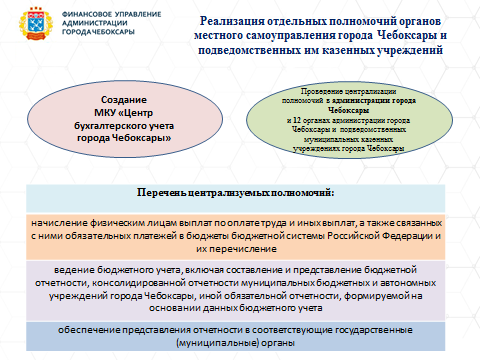 ФИНАНСОВОЕ УПРАВЛЕНИЕ
АДМИНИСТРАЦИИ
ГОРОДА ЧЕБОКСАРЫ
Реализация отдельных полномочий органов
местного самоуправления города Чебоксары и
подведомственных им казенных учреждений
Создание
МКУ «Центр
бухгалтерского учета
города Чебоксары»
Проведение централизации
полномочий в администрации города
Чебоксары
и 12 органах администрации города
Чебоксары и подведомственных
муниципальных казенных
учреждениях города Чебоксары
Перечень централизуемых полномочий:
начисление физическим лицам выплат по оплате труда и иных выплат, а также связанных
с ними обязательных платежей в бюджеты бюджетной системы Российской Федерации и
их перечисление
ведение бюджетного учета, включая составление и представление бюджетной
отчетности, консолидированной отчетности муниципальных бюджетных и автономных
учреждений города Чебоксары, иной обязательной отчетности, формируемой на
основании данных бюджетного учета
обеспечение представления отчетности в соответствующие государственные
(муниципальные) органы